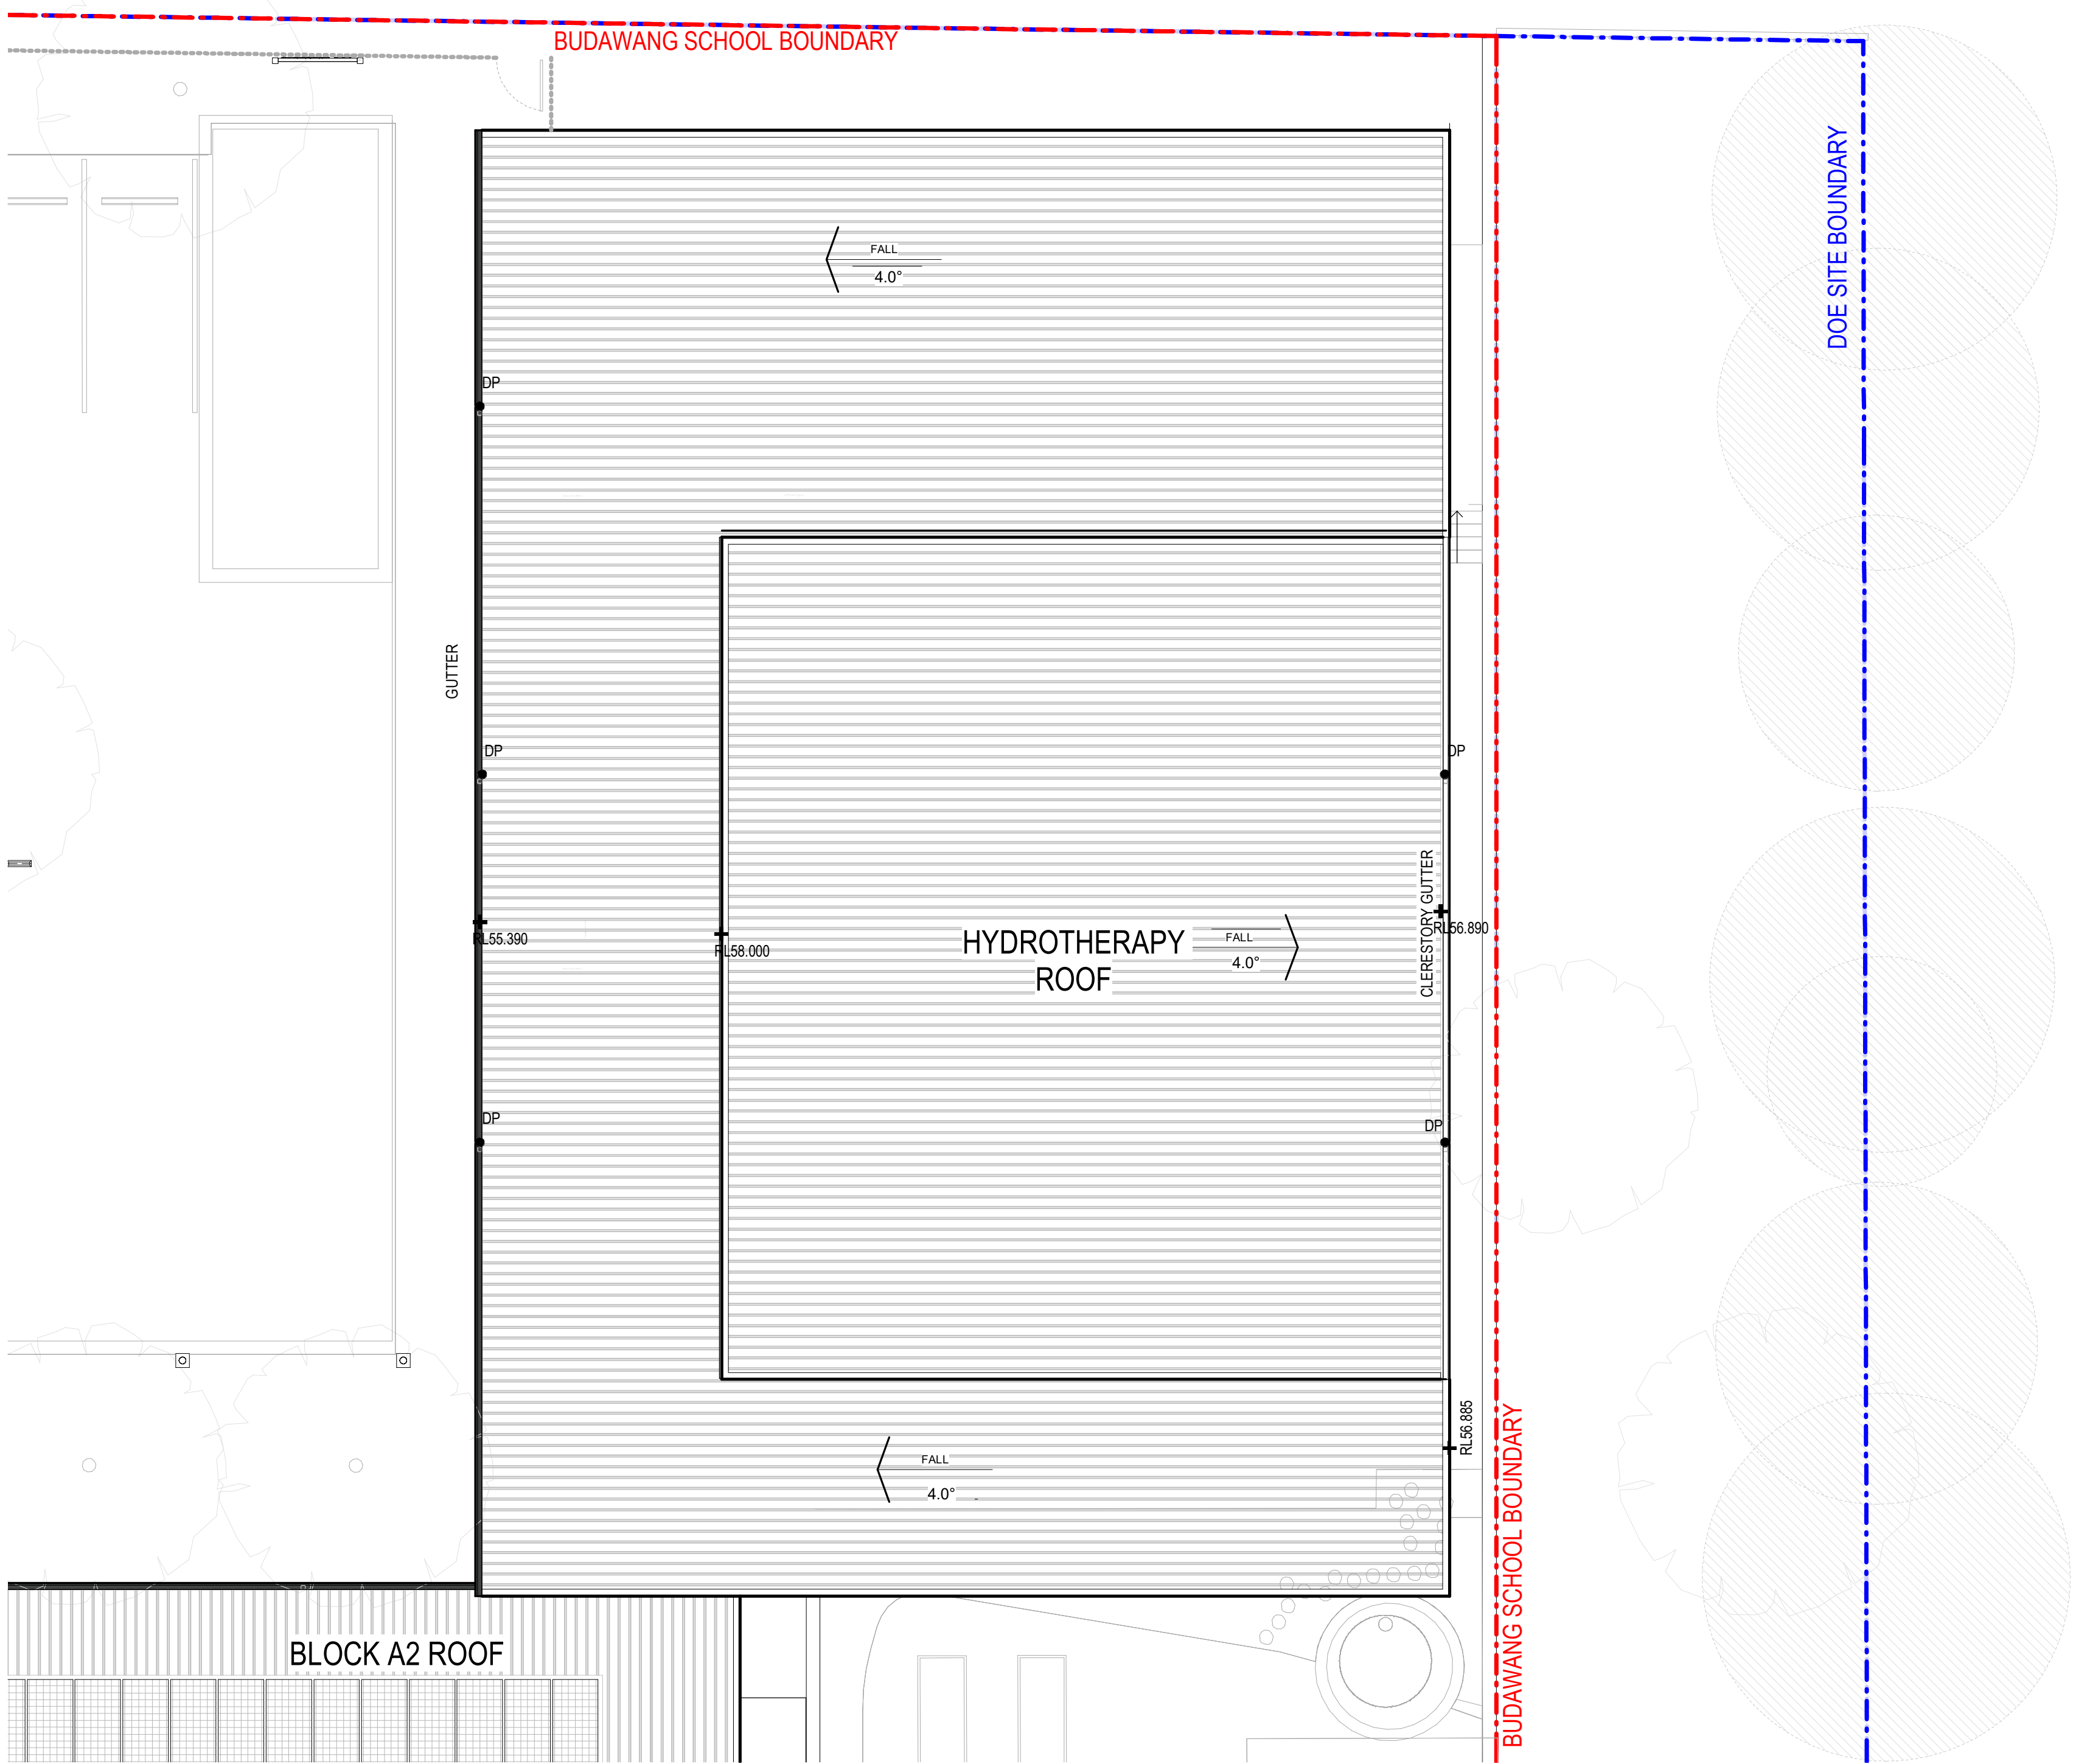 BUDAWANG SCHOOL BOUNDARY
DOE SITE BOUNDARY
FALL
4.0°
DP
GUTTER
DP
DP
CLERESTORY GUTTER
RL55.390
RL58.000
RL56.890
HYDROTHERAPY
ROOF
FALL
4.0°
DP
DP
RL56.885
FALL
4.0°
BUDAWANG SCHOOL BOUNDARY
BLOCK A2 ROOF